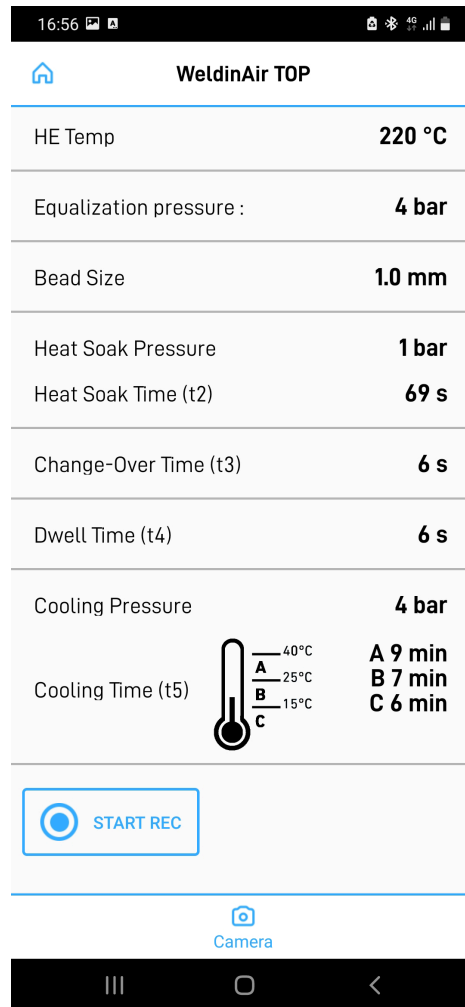 16:56 A 4G
WeldinAir TOP
HE Temp 220 °C
Equalization pressure : 4 bar
Bead Size 1.0 mm
Heat Soak Pressure 1 bar
Heat Soak Time (t2) 69 s
Change-Over Time (t3) 6 s
Dwell Time (t4) 6 s
Cooling Pressure 4 bar
Cooling Time (t5)
40°C
A
25°C
B
15°C
C
A 9 min
B 7 min
C 6 min
START REC
Camera